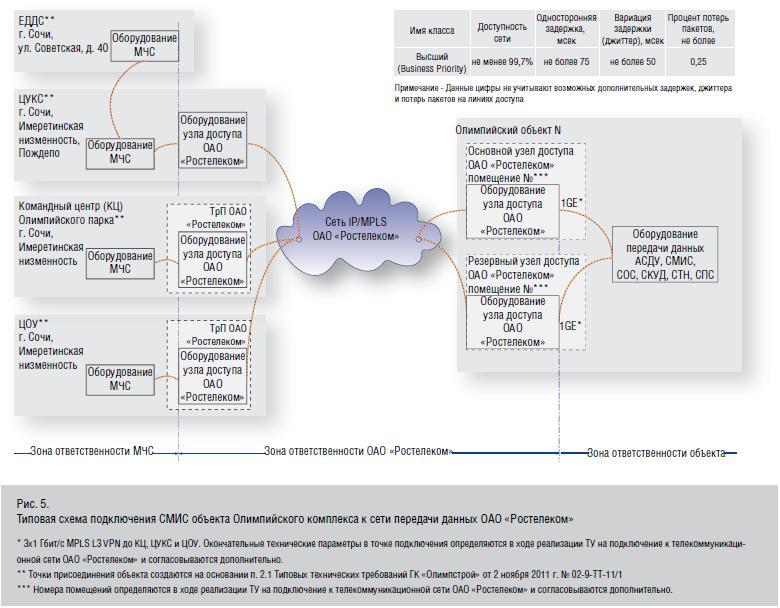 ЕДДС**
г. Сочи,
ул. Советская, д. 40
Оборудование
МЧС
ЦУКС**
г. Сочи,
Имеретинская
низменность,
Пождепо
Оборудование
МЧС
Оборудование
узла доступа
ОАО
«Ростелеком»
Командный центр (КЦ)
Олимпийского парка**
г. Сочи,
Имеретинская
низменность
Оборудование
МЧС
ТрП ОАО
«Ростелеком»
Оборудование
узла доступа
ОАО
«Ростелеком»
ЦОУ**
г. Сочи,
Имеретинская
низменность
Оборудование
МЧС
ТрП ОАО
«Ростелеком»
Оборудование
узла доступа
ОАО
«Ростелеком»
Сеть IP/MPLS
ОАО «Ростелеком»
Имя класса
Доступность
сети
Односторонняя
задержка,
мсек
Вариация
задержки
(джиттер), мсек
Процент потерь
пакетов,
не более
Высший
(Business Priority)
не менее 99,7%
не более 75
не более 50
0,25
Примечание - Данные цифры не учитывают возможных дополнительных задержек, джиттера
и потерь пакетов на линиях доступа
Олимпийский объект N
Основной узел доступа
ОАО «Ростелеком»
помещение №***
Оборудование
узла доступа
ОАО
«Ростелеком»
1GE*
Резервный узел доступа
ОАО «Ростелеком»
помещение №***
Оборудование
узла доступа
ОАО
«Ростелеком»
1GE*
Оборудование
передачи данных
АСДУ, СМИС,
СОС, СКУД, СТН, СПС
Зона ответственности МЧС
Зона ответственности ОАО «Ростелеком»
Зона ответственности объекта
Рис. 5.
Типовая схема подключения СМИС объекта Олимпийского комплекса к сети передачи данных ОАО «Ростелеком»
* 3х1 Гбит/с MPLS L3 VPN до КЦ, ЦУКС и ЦОУ. Окончательные технические параметры в точке подключения определяются в ходе реализации ТУ на подключение к телекоммуникаци-
онной сети ОАО «Ростелеком» и согласовываются дополнительно.
** Точки присоединения объекта создаются на основании п. 2.1 Типовых технических требований ГК «Олимпстрой» от 2 ноября 2011 г. № 02-9-ТТ-11/1
*** Номера помещений определяются в ходе реализации ТУ на подключение к телекоммуникационной сети ОАО «Ростелеком» и согласовываются дополнительно.